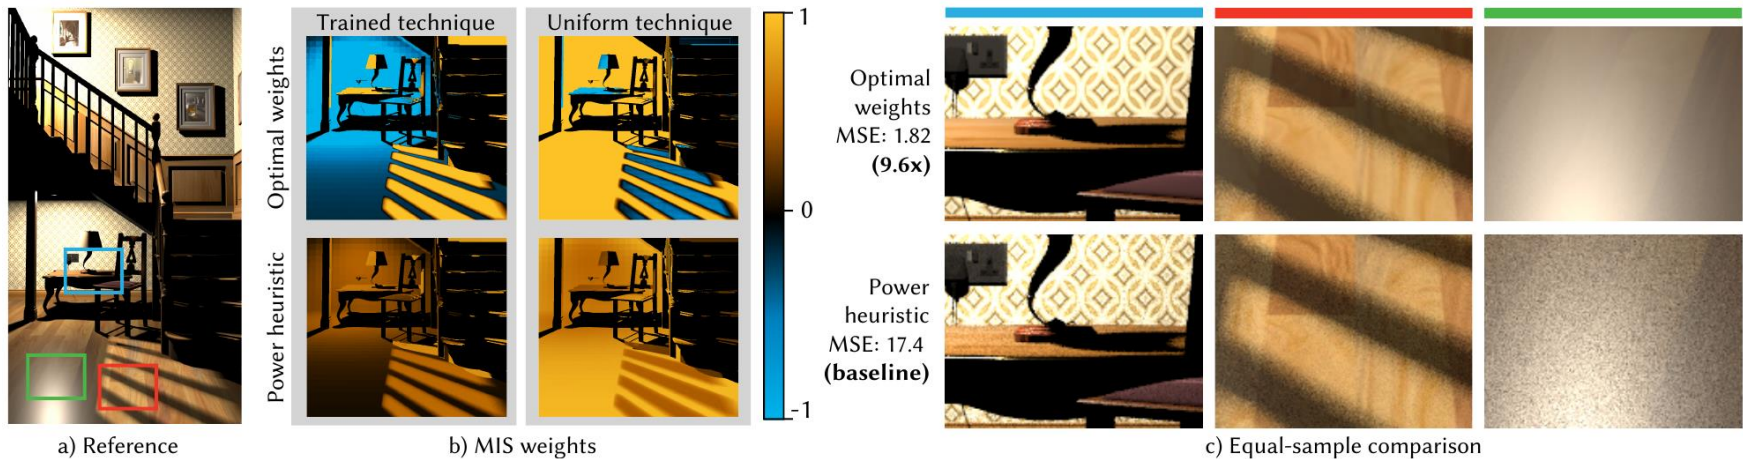 Trained technique
Uniform technique
Optimal weights
Power heuristic
1
0
-1
Optimal
weights
MSE: 1.82
(9.6x)
Power
heuristic
MSE: 17.4
(baseline)
a) Reference
b) MIS weights
c) Equal-sample comparison